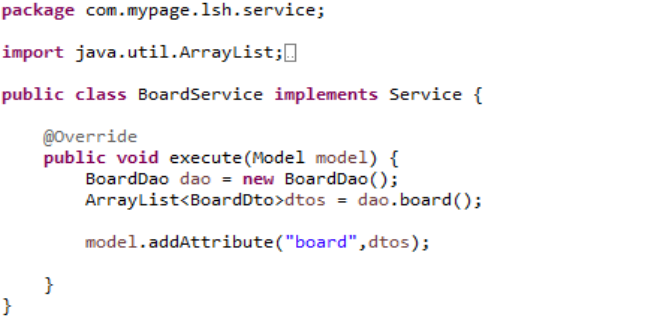 package com.mypage.lsh.service;
import java.util.ArrayList;
public class BoardService implements Service {
@Override
public void execute(Model model) {
BoardDao dao = new BoardDao();
ArrayList<BoardDto>dtos = dao.board();
model.addAttribute("board",dtos);
}
}